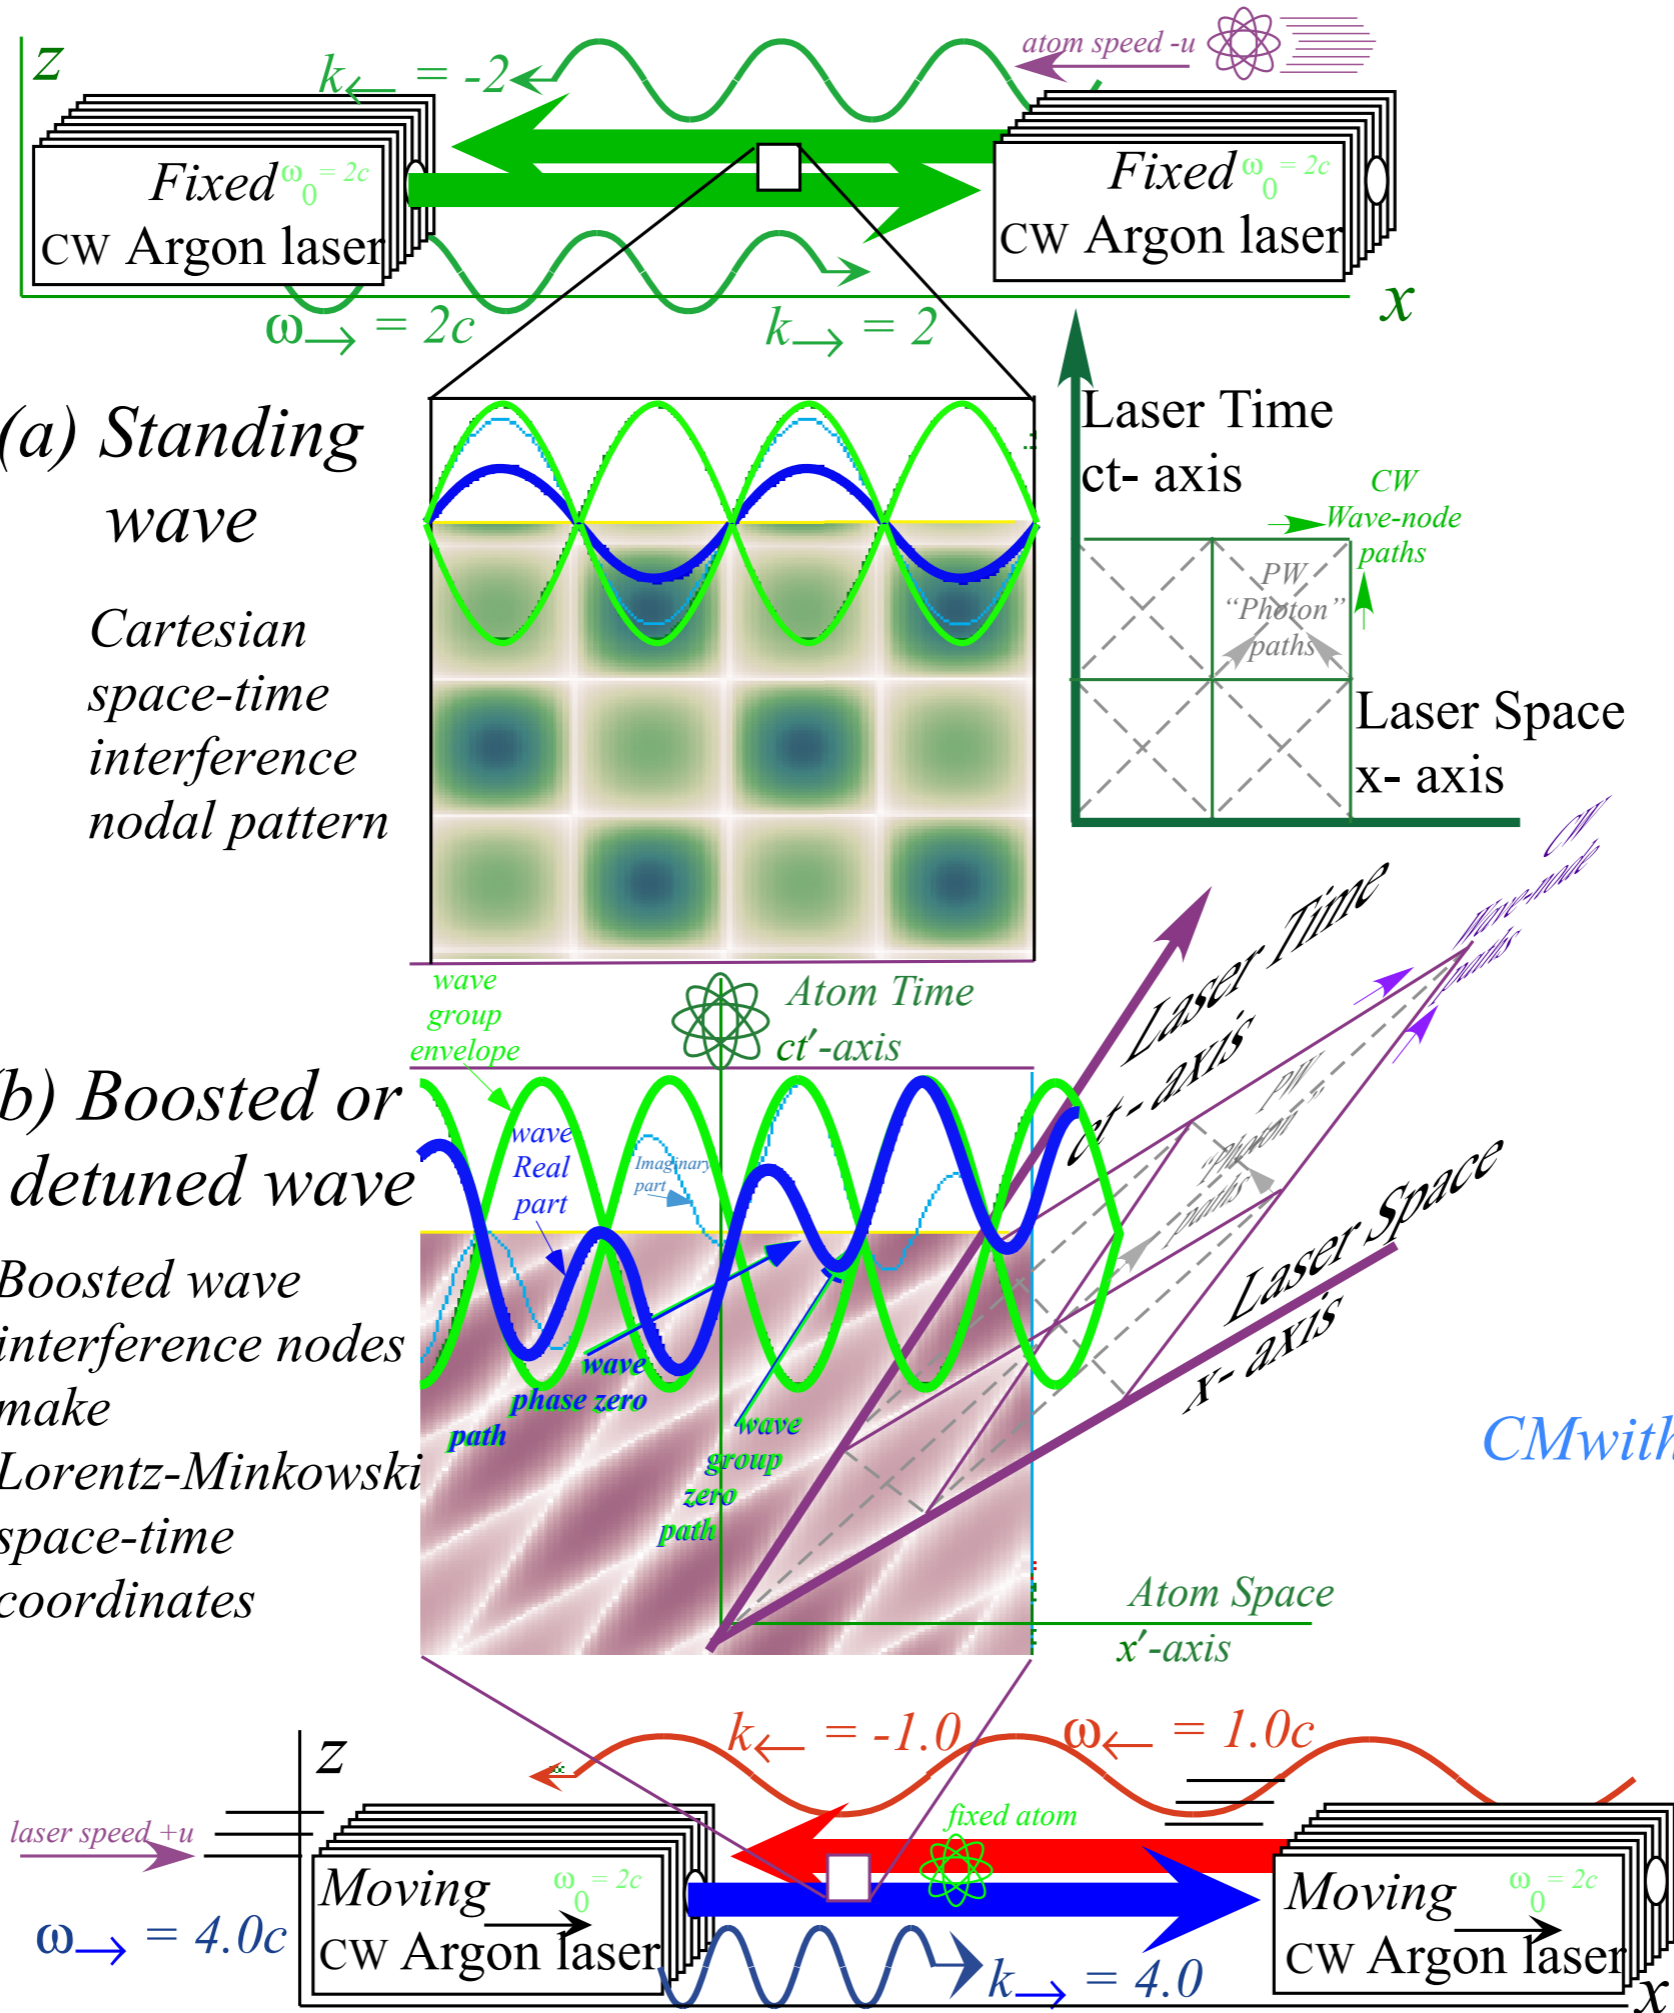 z
k← = -2
atom speed -u
Fixed ω0 = 2c
CW Argon laser
Fixed ω0 = 2c
CW Argon laser
ω→ = 2c
k→ = 2
x
(a) Standing
wave
Cartesian
space-time
interference
nodal pattern
Laser Time
ct- axis
CW
Wave-node
paths
PW
“Photon”
paths
Laser Space
x- axis
CW
Wave-node
paths
Laser Time
ct - axis
PW
“Photon”
paths
Laser Space
x- axis
wave
group
envelope
Atom Time
ct′-axis
b) Boosted or
detuned wave
wave
Real
part
Imaginary
part
Boosted wave
interference nodes
make
Lorentz-Minkowski
space-time
coordinates
wave
phase zero
path
wave
group
zero
path
CMwith
Atom Space
x′-axis
z
k← = -1.0
ω← = 1.0c
laser speed +u
fixed atom
Moving ω0 = 2c
CW Argon laser
Moving ω0 = 2c
CW Argon laser
ω→ = 4.0c
k→ = 4.0
x